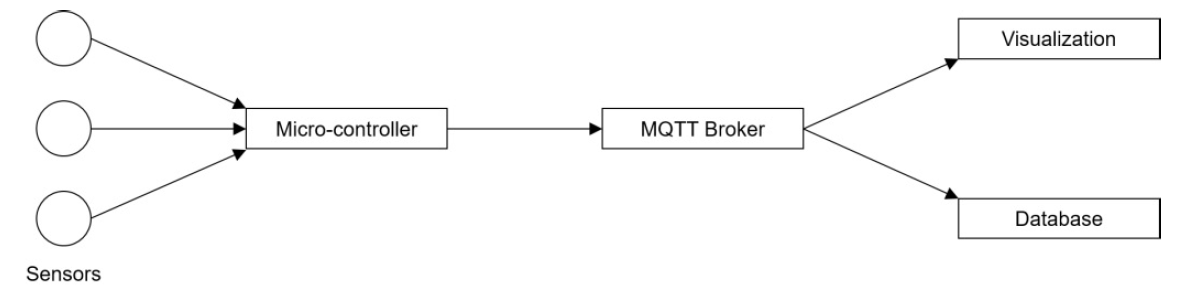 Visualization
Micro-controller
MQTT Broker
Database
Sensors